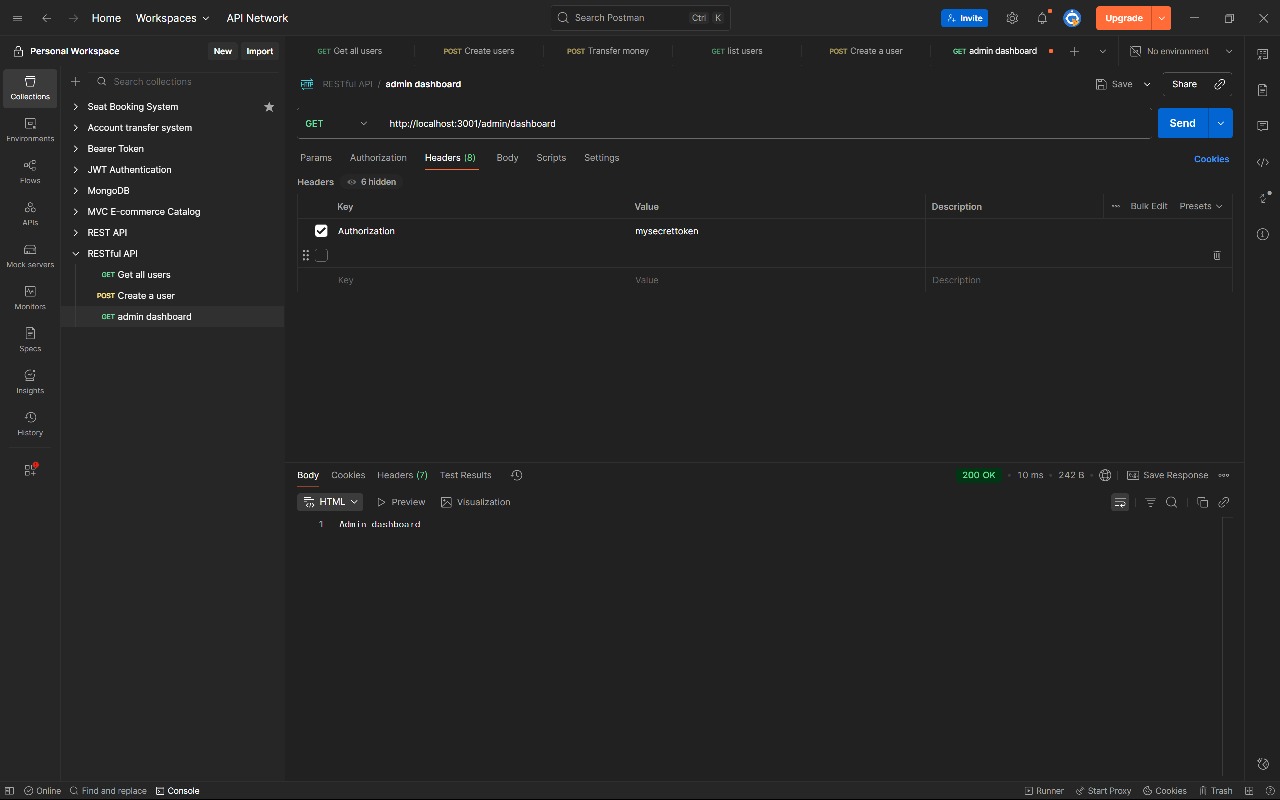 Home Workspaces API Network Search Postman Ctrl K Invite Upgrade
Personal Workspace New Import
GET Get all users POST Create users POST Transfer money GET list users POST Create a user GET admin dashboard No environment
Search collections
Collections
Environments
Flows
APIs
Mock servers
Monitors
Specs
Insights
History
Seat Booking System
Account transfer system
Bearer Token
JWT Authentication
MongoDB
MVC E-commerce Catalog
REST API
RESTful API
GET Get all users
POST Create a user
GET admin dashboard
HTTP RESTful API / admin dashboard Save Share
GET http://localhost:3001/admin/dashboard Send
Params Authorization Headers (8) Body Scripts Settings Cookies
Headers 6 hidden
Key Value Description Bulk Edit Presets
Authorization mysecrettoken
Key Value Description
Body Cookies Headers (7) Test Results 200 OK 10 ms 242 B Save Response
HTML Preview Visualization
1 Admin dashboard
Online Find and replace Console Runner Start Proxy Cookies Trash